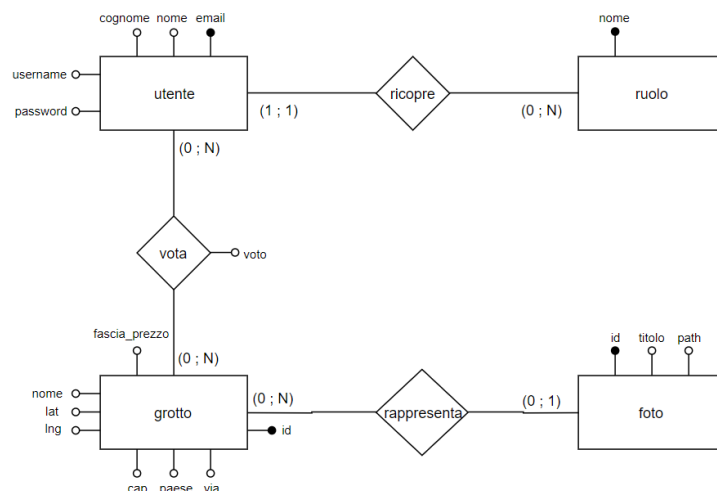 cognome nome email
nome
username
utente
ricopre
ruolo
password
(1 ; 1)
(0 ; N)
(0 ; N)
vota
voto
fascia_prezzo
(0 ; N)
id titolo path
nome
(0 ; N)
(0 ; 1)
lat
grotto
rappresenta
foto
lng
id
cap paese via